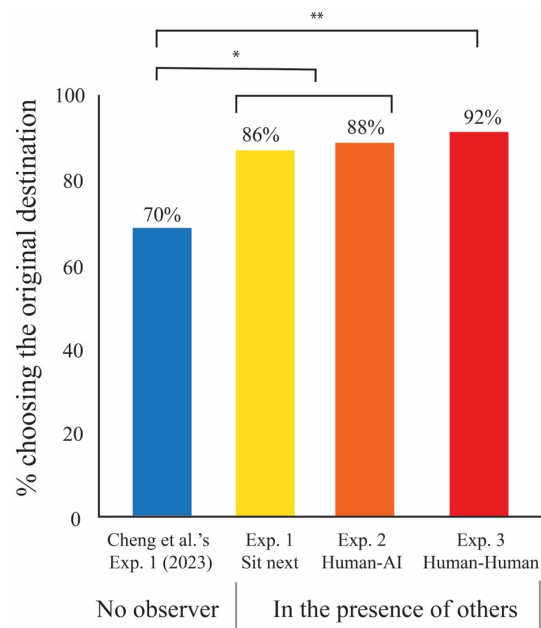 **
*
% choosing the original destination
100
80
60
40
20
0
70%
86%
88%
92%
Cheng et al.'s
Exp. 1 (2023)
Exp. 1
Sit next
Exp. 2
Human-AI
Exp. 3
Human-Human
No observer
In the presence of others